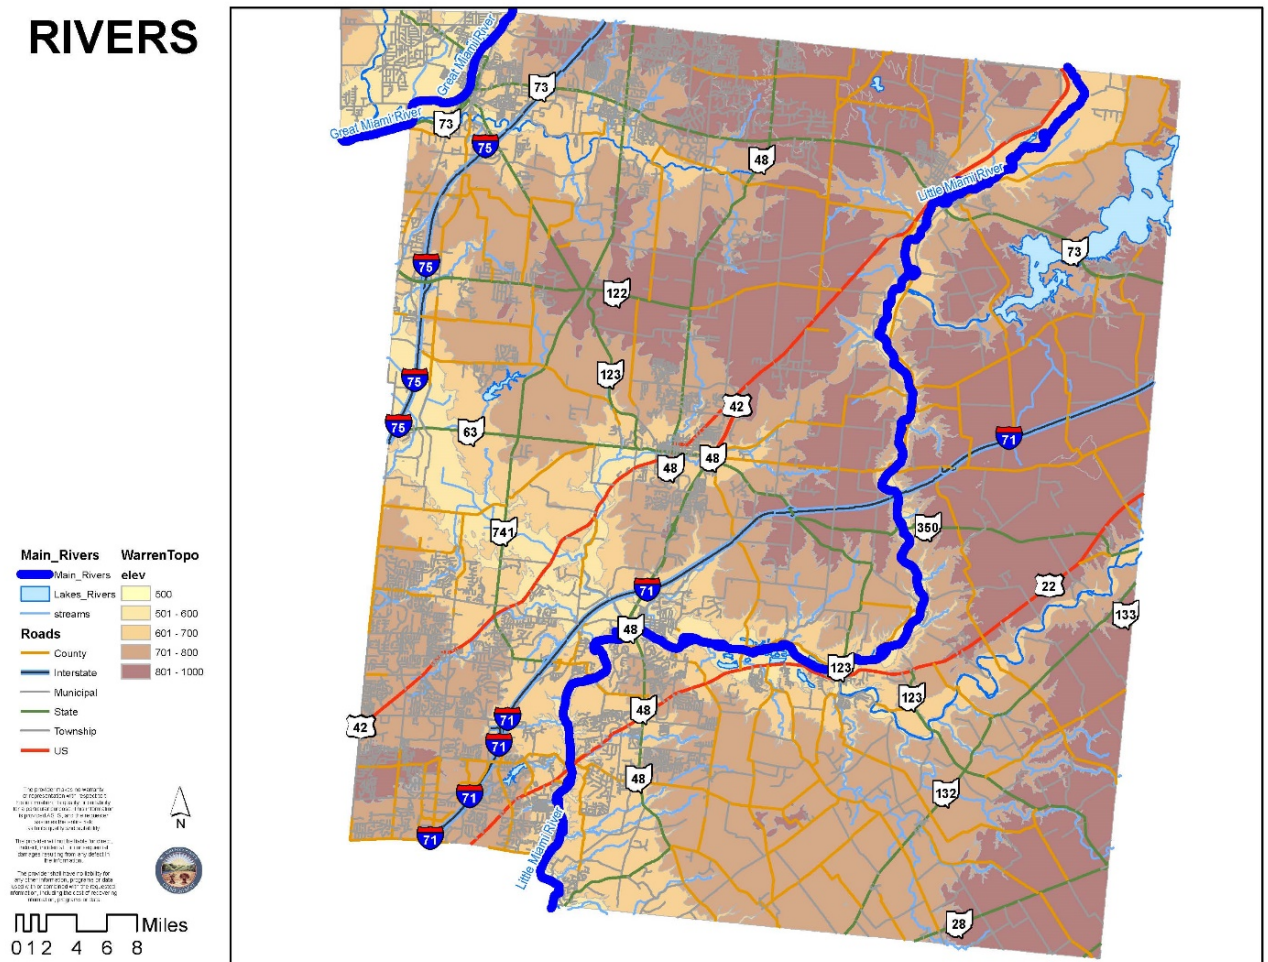 RIVERS
Great Miami River
Great Miami River
73
73
75
48
Little Miami River
73
75
122
75
123
42
75
63
48
48
71
741
350
71
22
133
48
123
123
42
71
48
71
48
71
132
71
Little Miami River
28
Main_Rivers
Main_Rivers
Lakes_Rivers
streams
Roads
County
Interstate
Municipal
State
Township
US
WarrenTopo
elev
500
501 - 600
601 - 700
701 - 800
801 - 1000
N
Miles
0 1 2 4 6 8